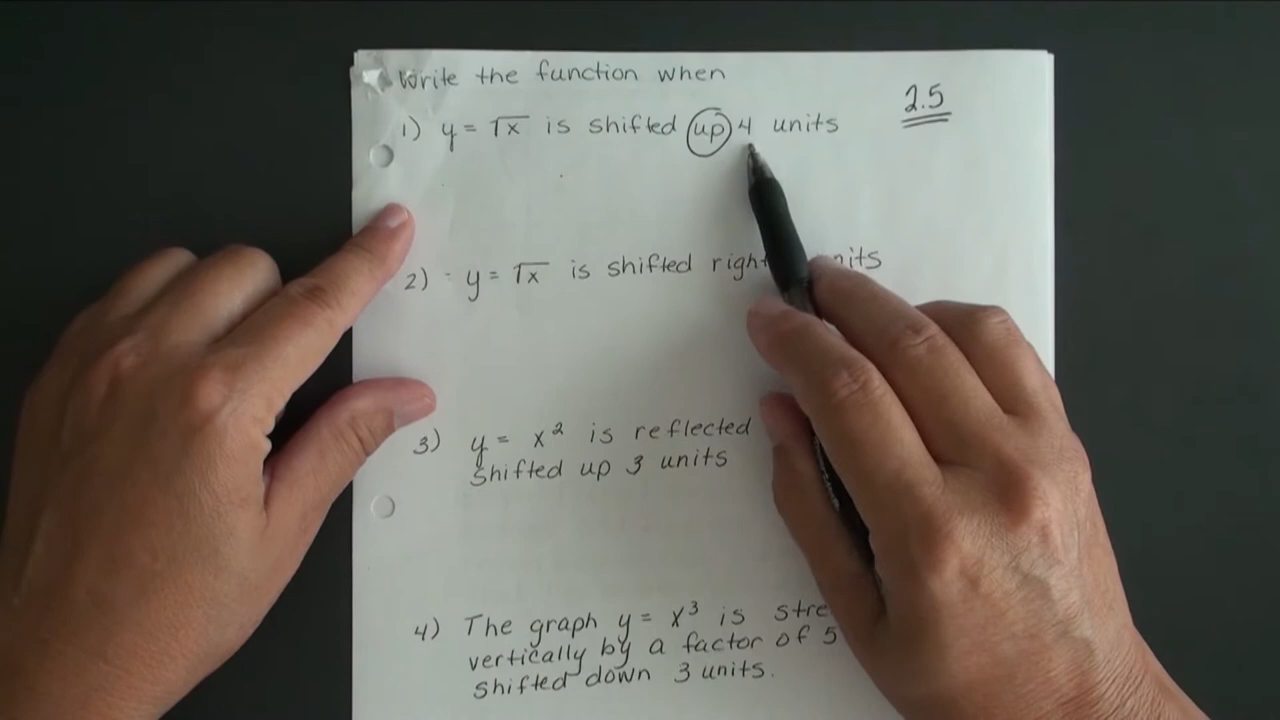 Write the function when
2.5
1) y = √x is shifted up 4 units
2) y = √x is shifted right
3) y = x² is reflected
shifted up 3 units
4) The graph y = x³ is
vertically by a factor of 5
shifted down 3 units.